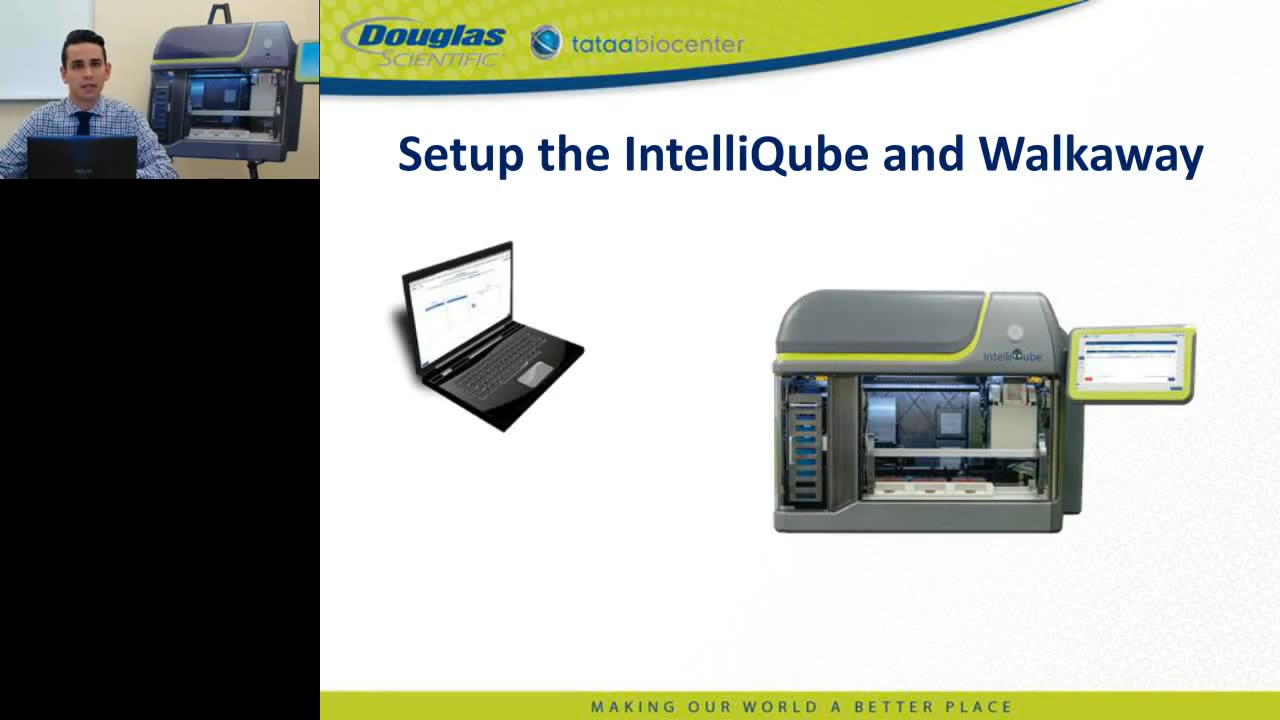 Douglas
SCIENTIFIC
tataabiocenter
Setup the IntelliQube and Walkaway
IntelliQube
MAKING OUR WORLD A BETTER PLACE